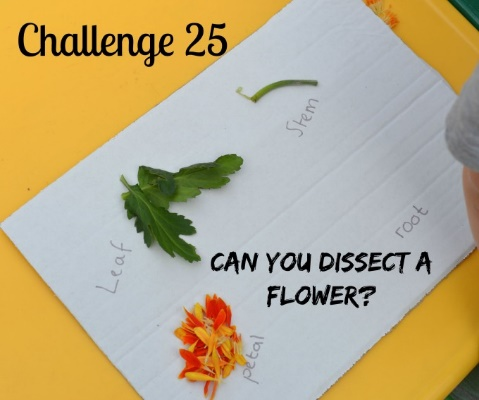 Challenge 25
Stem
root
Leaf
CAN YOU DISSECT A
FLOWER?
petal